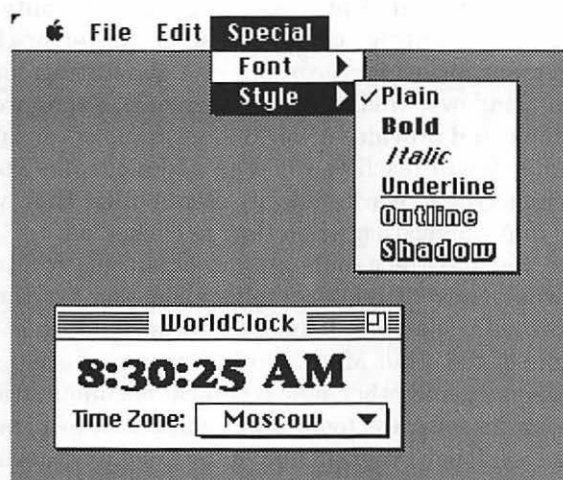 File Edit Special
Font
Style
✓Plain
Bold
Italic
Underline
Outline
Shadow
WorldClock
8:30:25 AM
Time Zone: Moscow